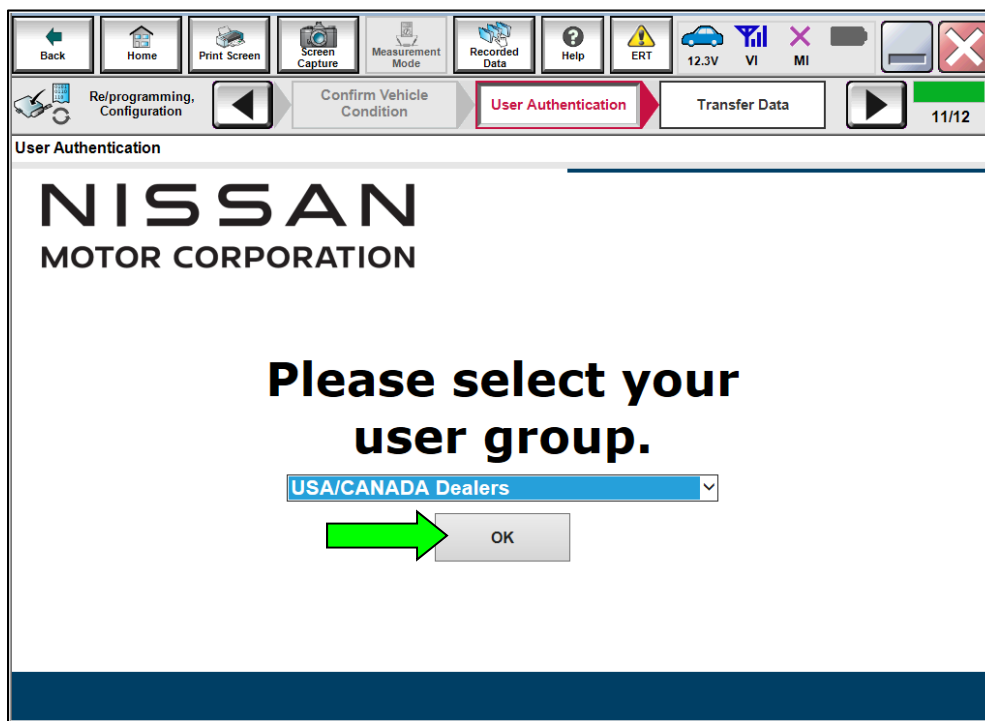 Back
Home
Print Screen
Screen
Capture
Measurement
Mode
Recorded
Data
Help
ERT
12.3V
VI
MI
Re/programming,
Configuration
Confirm Vehicle
Condition
User Authentication
Transfer Data
11/12
User Authentication
NISSAN
MOTOR CORPORATION
Please select your
user group.
USA/CANADA Dealers
OK